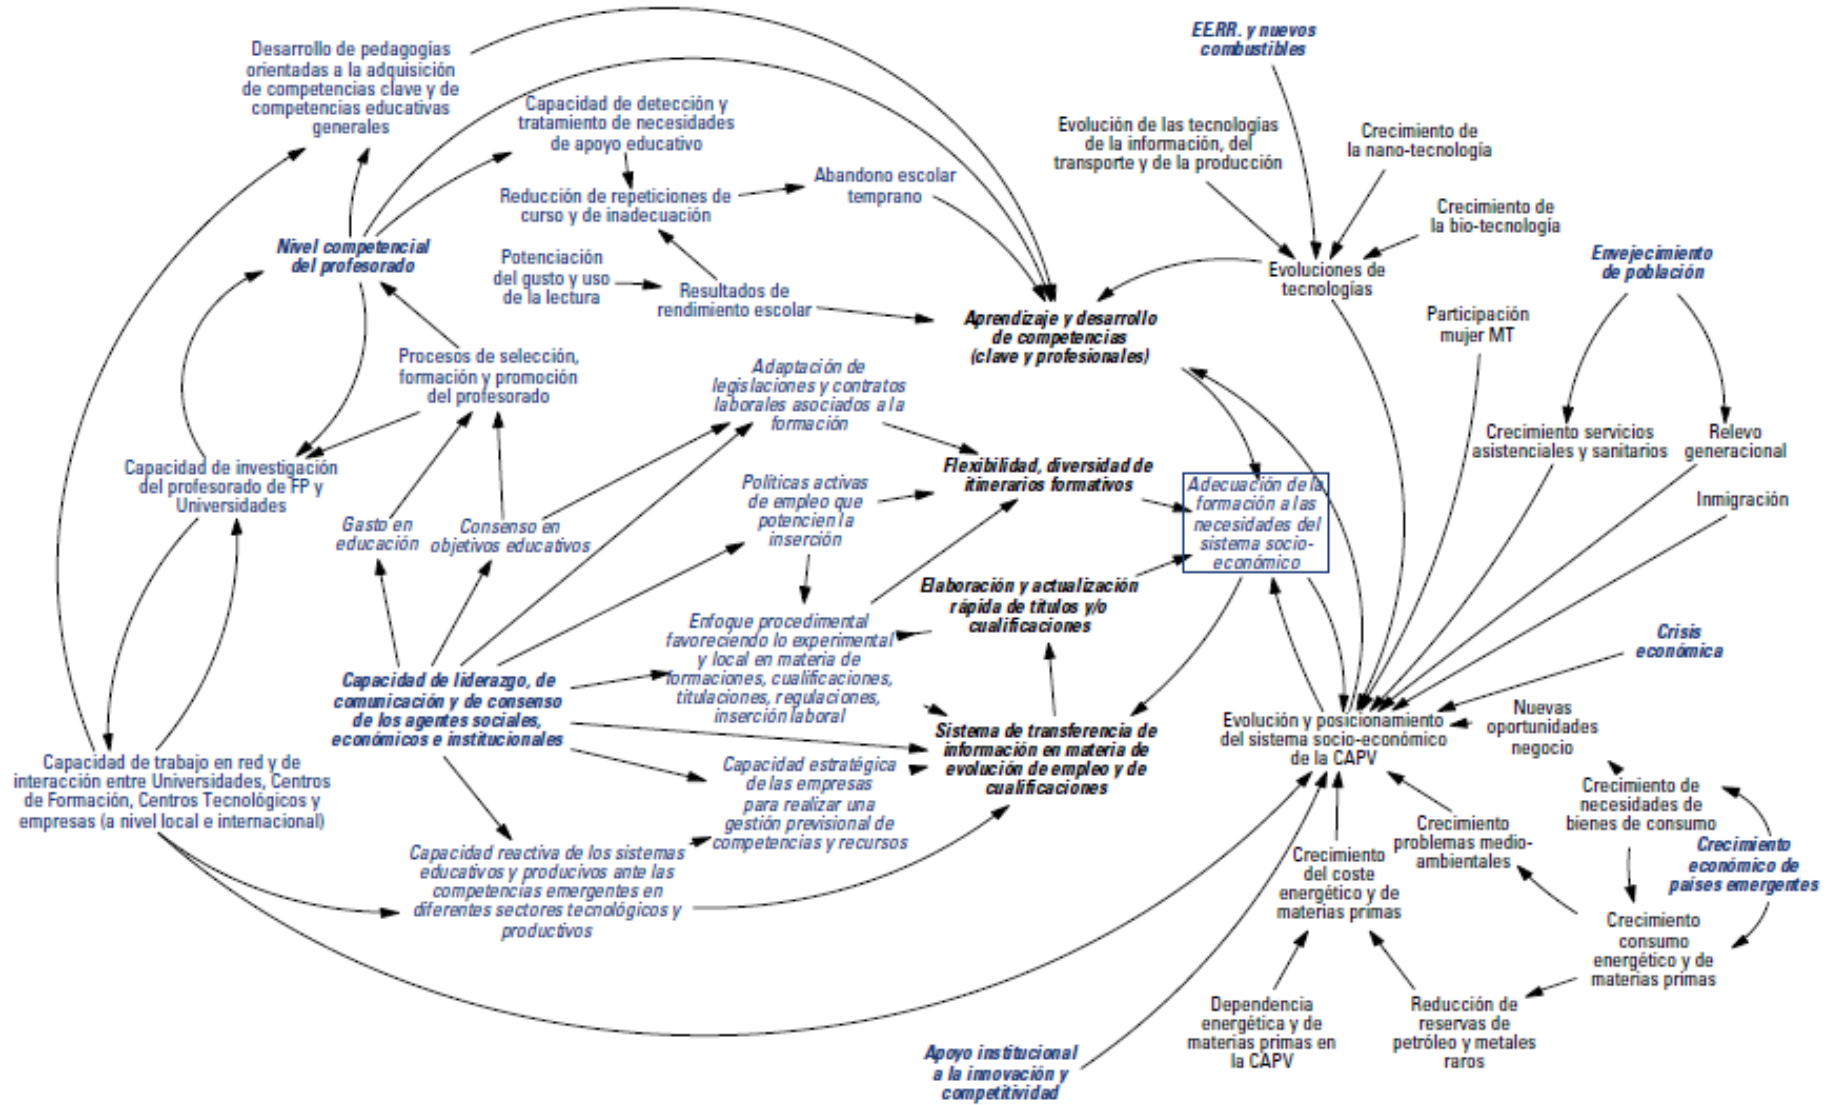 Desarrollo de pedagogías
orientadas a la adquisición
de competencias clave y de
competencias educativas
generales
Capacidad de detección y
tratamiento de necesidades
de apoyo educativo
Reducción de repeticiones de
curso y de inadecuación
Abandono escolar
temprano
Nivel competencial
del profesorado
Potenciación
del gusto y uso
de la lectura
Resultados de
rendimiento escolar
Procesos de selección,
formación y promoción
del profesorado
Capacidad de investigación
del profesorado de FP y
Universidades
Gasto en
educación
Consenso en
objetivos educativos
Adaptación de
legislaciones y contratos
laborales asociados a la
formación
Políticas activas
de empleo que
potencien la
inserción
Enfoque procedimental
favoreciendo lo experimental
y local en materia de
formaciones, cualificaciones,
titulaciones, regulaciones,
inserción laboral
Capacidad de liderazgo, de
comunicación y de consenso
de los agentes sociales,
económicos e institucionales
Capacidad de trabajo en red y de
interacción entre Universidades, Centros
de Formación, Centros Tecnológicos y
empresas (a nivel local e internacional)
Capacidad estratégica
de las empresas
para realizar una
gestión previsional de
competencias y recursos
Capacidad reactiva de los sistemas
educativos y producivos ante las
competencias emergentes en
diferentes sectores tecnológicos y
productivos
Aprendizaje y desarrollo
de competencias
(clave y profesionales)
Flexibilidad, diversidad de
itinerarios formativos
Elaboración y actualización
rápida de títulos y/o
cualificaciones
Sistema de transferencia de
información en materia de
evolución de empleo y de
cualificaciones
Adecuación de la
formación a las
necesidades del
sistema socio-
económico
EE.RR. y nuevos
combustibles
Evolución de las tecnologías
de la información, del
transporte y de la producción
Crecimiento de
la nano-tecnología
Crecimiento de
la bio-tecnología
Evoluciones de
tecnologías
Envejecimiento
de población
Participación
mujer MT
Crecimiento servicios
asistenciales y sanitarios
Relevo
generacional
Inmigración
Crisis
económica
Evolución y posicionamiento
del sistema socio-económico
de la CAPV
Nuevas
oportunidades
negocio
Crecimiento de
necesidades de
bienes de consumo
Crecimiento
económico de
países emergentes
Crecimiento
problemas medio-
ambientales
Crecimiento
del coste
energético y de
materias primas
Crecimiento
consumo
energético y de
materias primas
Dependencia
energética y de
materias primas en
la CAPV
Reducción de
reservas de
petróleo y metales
raros
Apoyo institucional
a la innovación y
competitividad